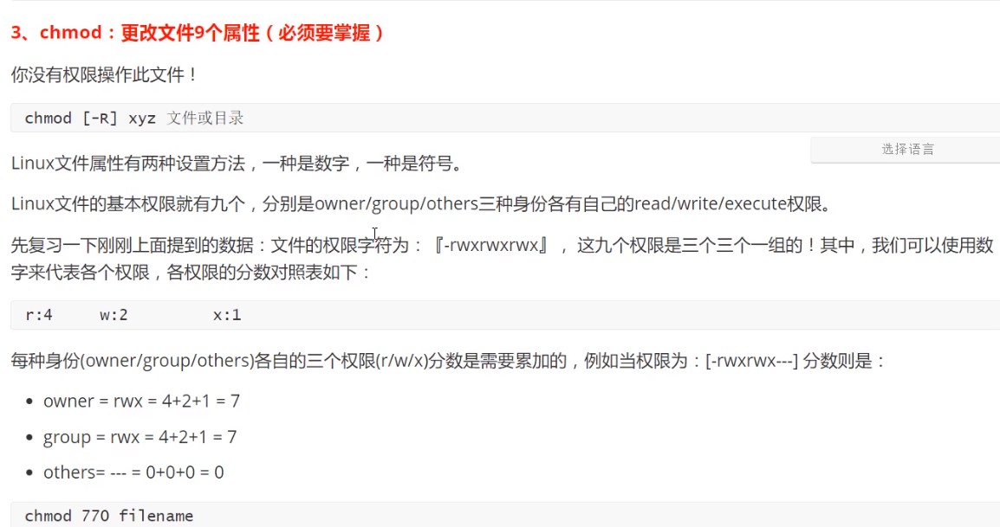 3、chmod：更改文件9个属性（必须要掌握）
你没有权限操作此文件！
chmod [-R] xyz 文件或目录
选择语言
Linux文件属性有两种设置方法，一种是数字，一种是符号。
Linux文件的基本权限就有九个，分别是owner/group/others三种身份各有自己的read/write/execute权限。
先复习一下刚刚上面提到的数据：文件的权限字符为：『-rwxrwxrwx』，这九个权限是三个三个一组的！其中，我们可以使用数
字来代表各个权限，各权限的分数对照表如下：
r:4 w:2 x:1
每种身份(owner/group/others)各自的三个权限(r/w/x)分数是需要累加的，例如当权限为：[-rwxrwx---] 分数则是：
• owner = rwx = 4+2+1 = 7
• group = rwx = 4+2+1 = 7
• others= --- = 0+0+0 = 0
chmod 770 filename